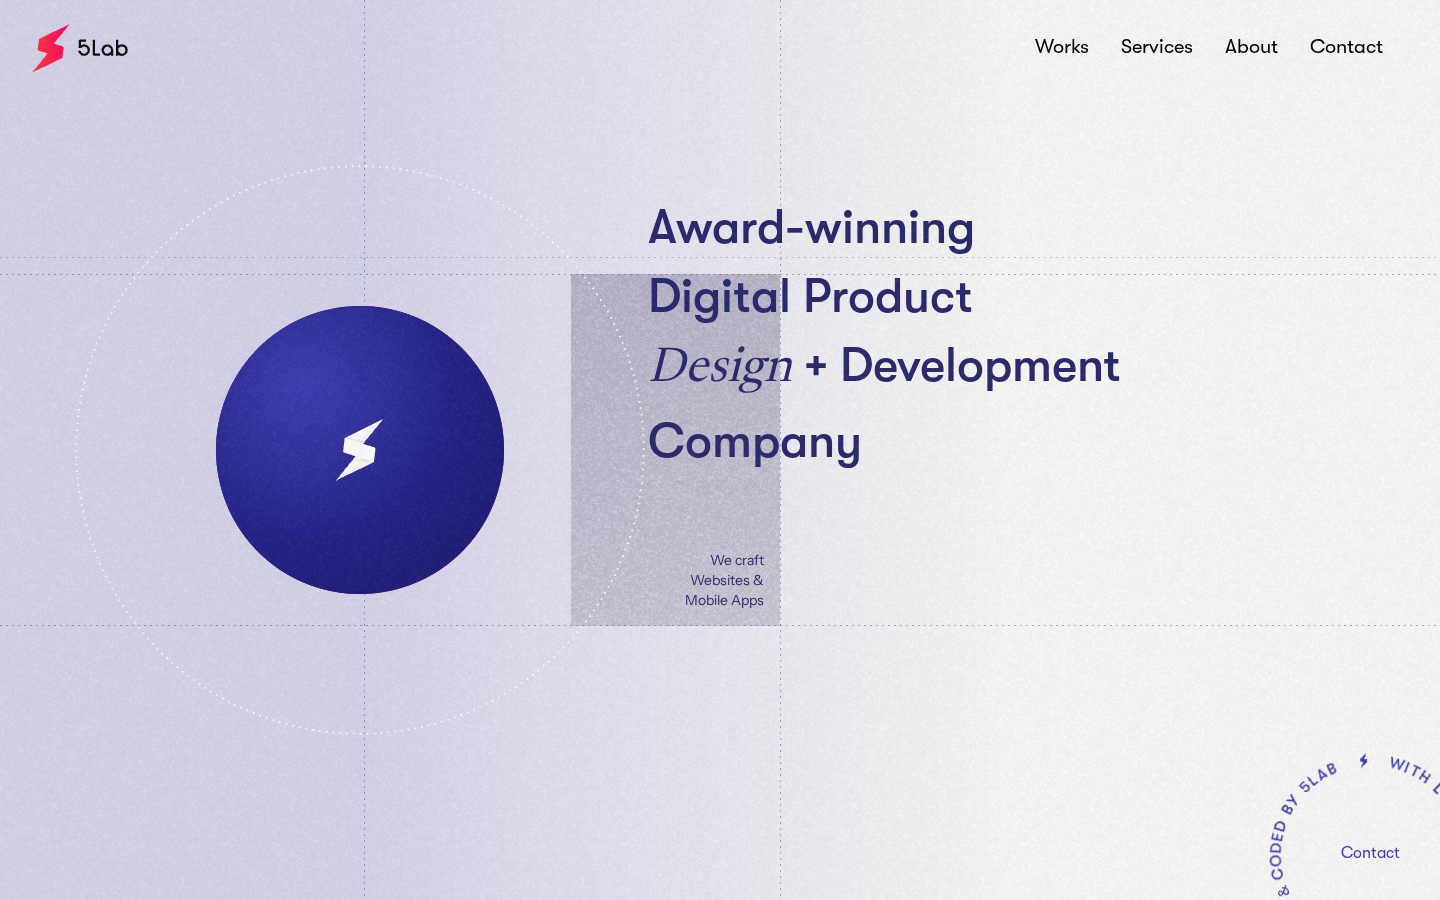 5Lab
Works
Services
About
Contact
Award-winning
Digital Product
Design + Development
Company
We craft
Websites &
Mobile Apps
& CODED BY 5LAB
WITH
Contact